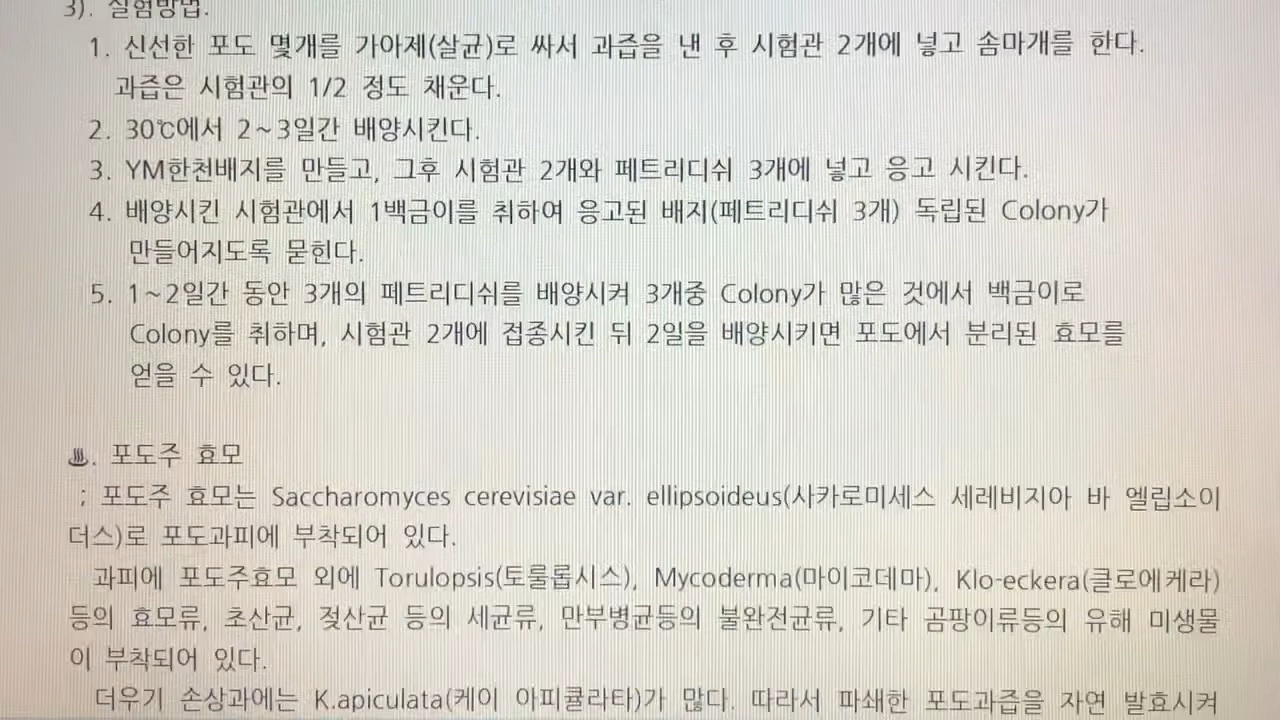 3). 실험방법.
1. 신선한 포도 몇개를 가아제(살균)로 싸서 과즙을 낸 후 시험관 2개에 넣고 솜마개를 한다.
과즙은 시험관의 1/2 정도 채운다.
2. 30℃에서 2~3일간 배양시킨다.
3. YM한천배지를 만들고, 그후 시험관 2개와 페트리디쉬 3개에 넣고 응고 시킨다.
4. 배양시킨 시험관에서 1백금이를 취하여 응고된 배지(페트리디쉬 3개) 독립된 Colony가
만들어지도록 묻힌다.
5. 1~2일간 동안 3개의 페트리디쉬를 배양시켜 3개중 Colony가 많은 것에서 백금이로
Colony를 취하며, 시험관 2개에 접종시킨 뒤 2일을 배양시키면 포도에서 분리된 효모를
얻을 수 있다.
♨. 포도주 효모
; 포도주 효모는 Saccharomyces cerevisiae var. ellipsoideus(사카로미세스 세레비지아 바 엘립소이
더스)로 포도과피에 부착되어 있다.
과피에 포도주효모 외에 Torulopsis(토룰롭시스), Mycoderma(마이코데마), Klo-eckera(클로에케라)
등의 효모류, 초산균, 젖산균 등의 세균류, 만부병균등의 불완전균류, 기타 곰팡이류등의 유해 미생물
이 부착되어 있다.
더우기 손상과에는 K.apiculata(케이 아피큘라타)가 많다. 따라서 파쇄한 포도과즙을 자연 발효시켜